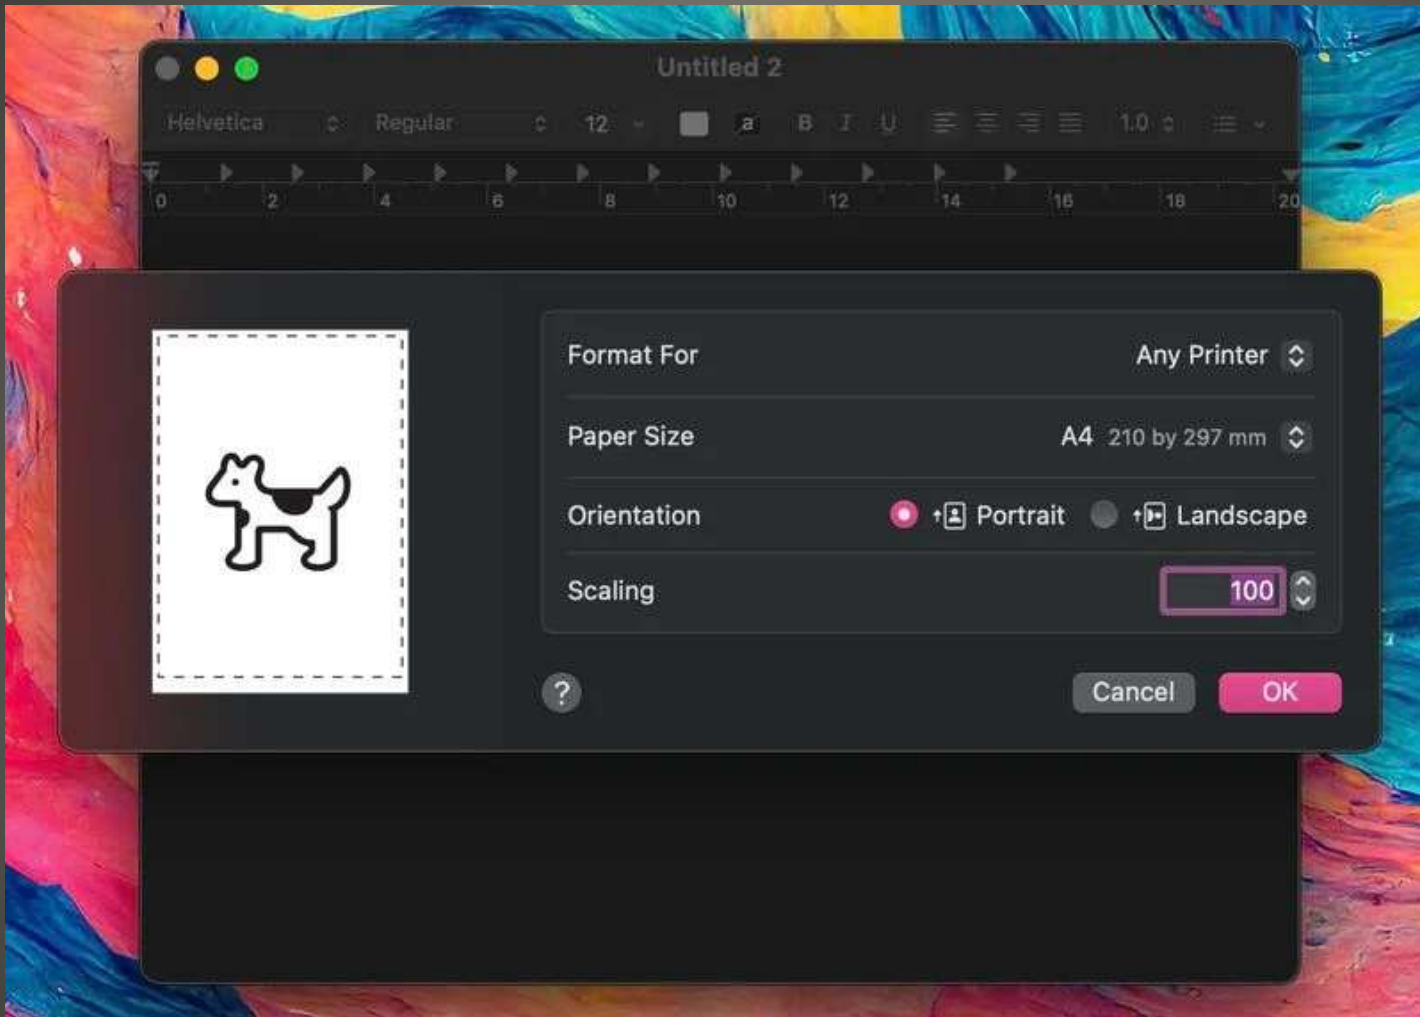 Untitled 2
Helvetica Regular 12 a B I U 1.0
0 2 4 6 8 10 12 14 16 18 20
Format For Any Printer
Paper Size A4 210 by 297 mm
Orientation Portrait Landscape
Scaling 100
? Cancel OK